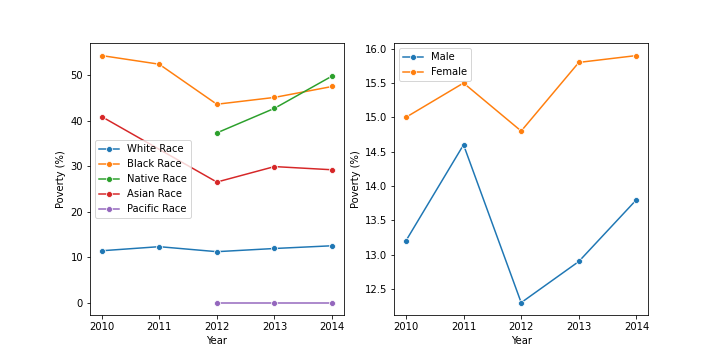 50
40
30
20
10
0
Poverty (%)
White Race
Black Race
Native Race
Asian Race
Pacific Race
2010 2011 2012 2013 2014
Year
16.0
15.5
15.0
14.5
14.0
13.5
13.0
12.5
Poverty (%)
Male
Female
2010 2011 2012 2013 2014
Year